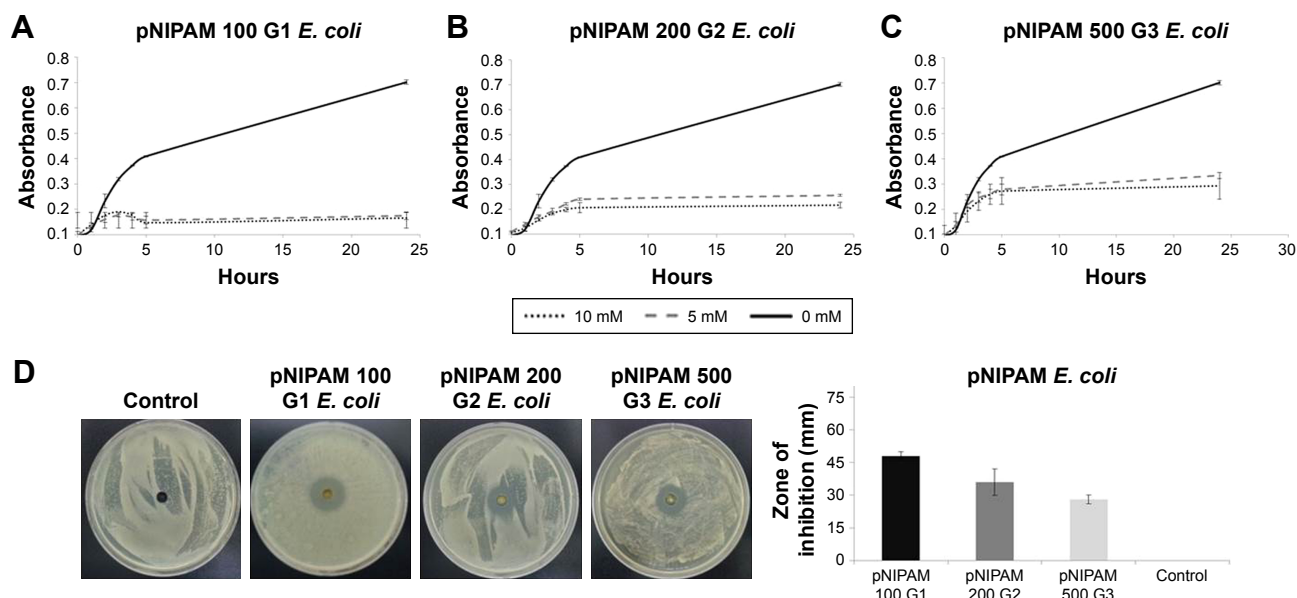 A
pNIPAM 100 G1 E. coli
Absorbance
0.8
0.7
0.6
0.5
0.4
0.3
0.2
0.1
0 5 10 15 20 25
Hours
B
pNIPAM 200 G2 E. coli
Absorbance
0.8
0.7
0.6
0.5
0.4
0.3
0.2
0.1
0 5 10 15 20 25
Hours
C
pNIPAM 500 G3 E. coli
Absorbance
0.8
0.7
0.6
0.5
0.4
0.3
0.2
0.1
0 5 10 15 20 25 30
Hours
10 mM 5 mM 0 mM
D
Control
pNIPAM 100
G1 E. coli
pNIPAM 200
G2 E. coli
pNIPAM 500
G3 E. coli
pNIPAM E. coli
Zone of
inhibition (mm)
75
60
45
30
15
0
pNIPAM
100 G1
pNIPAM
200 G2
pNIPAM
500 G3
Control